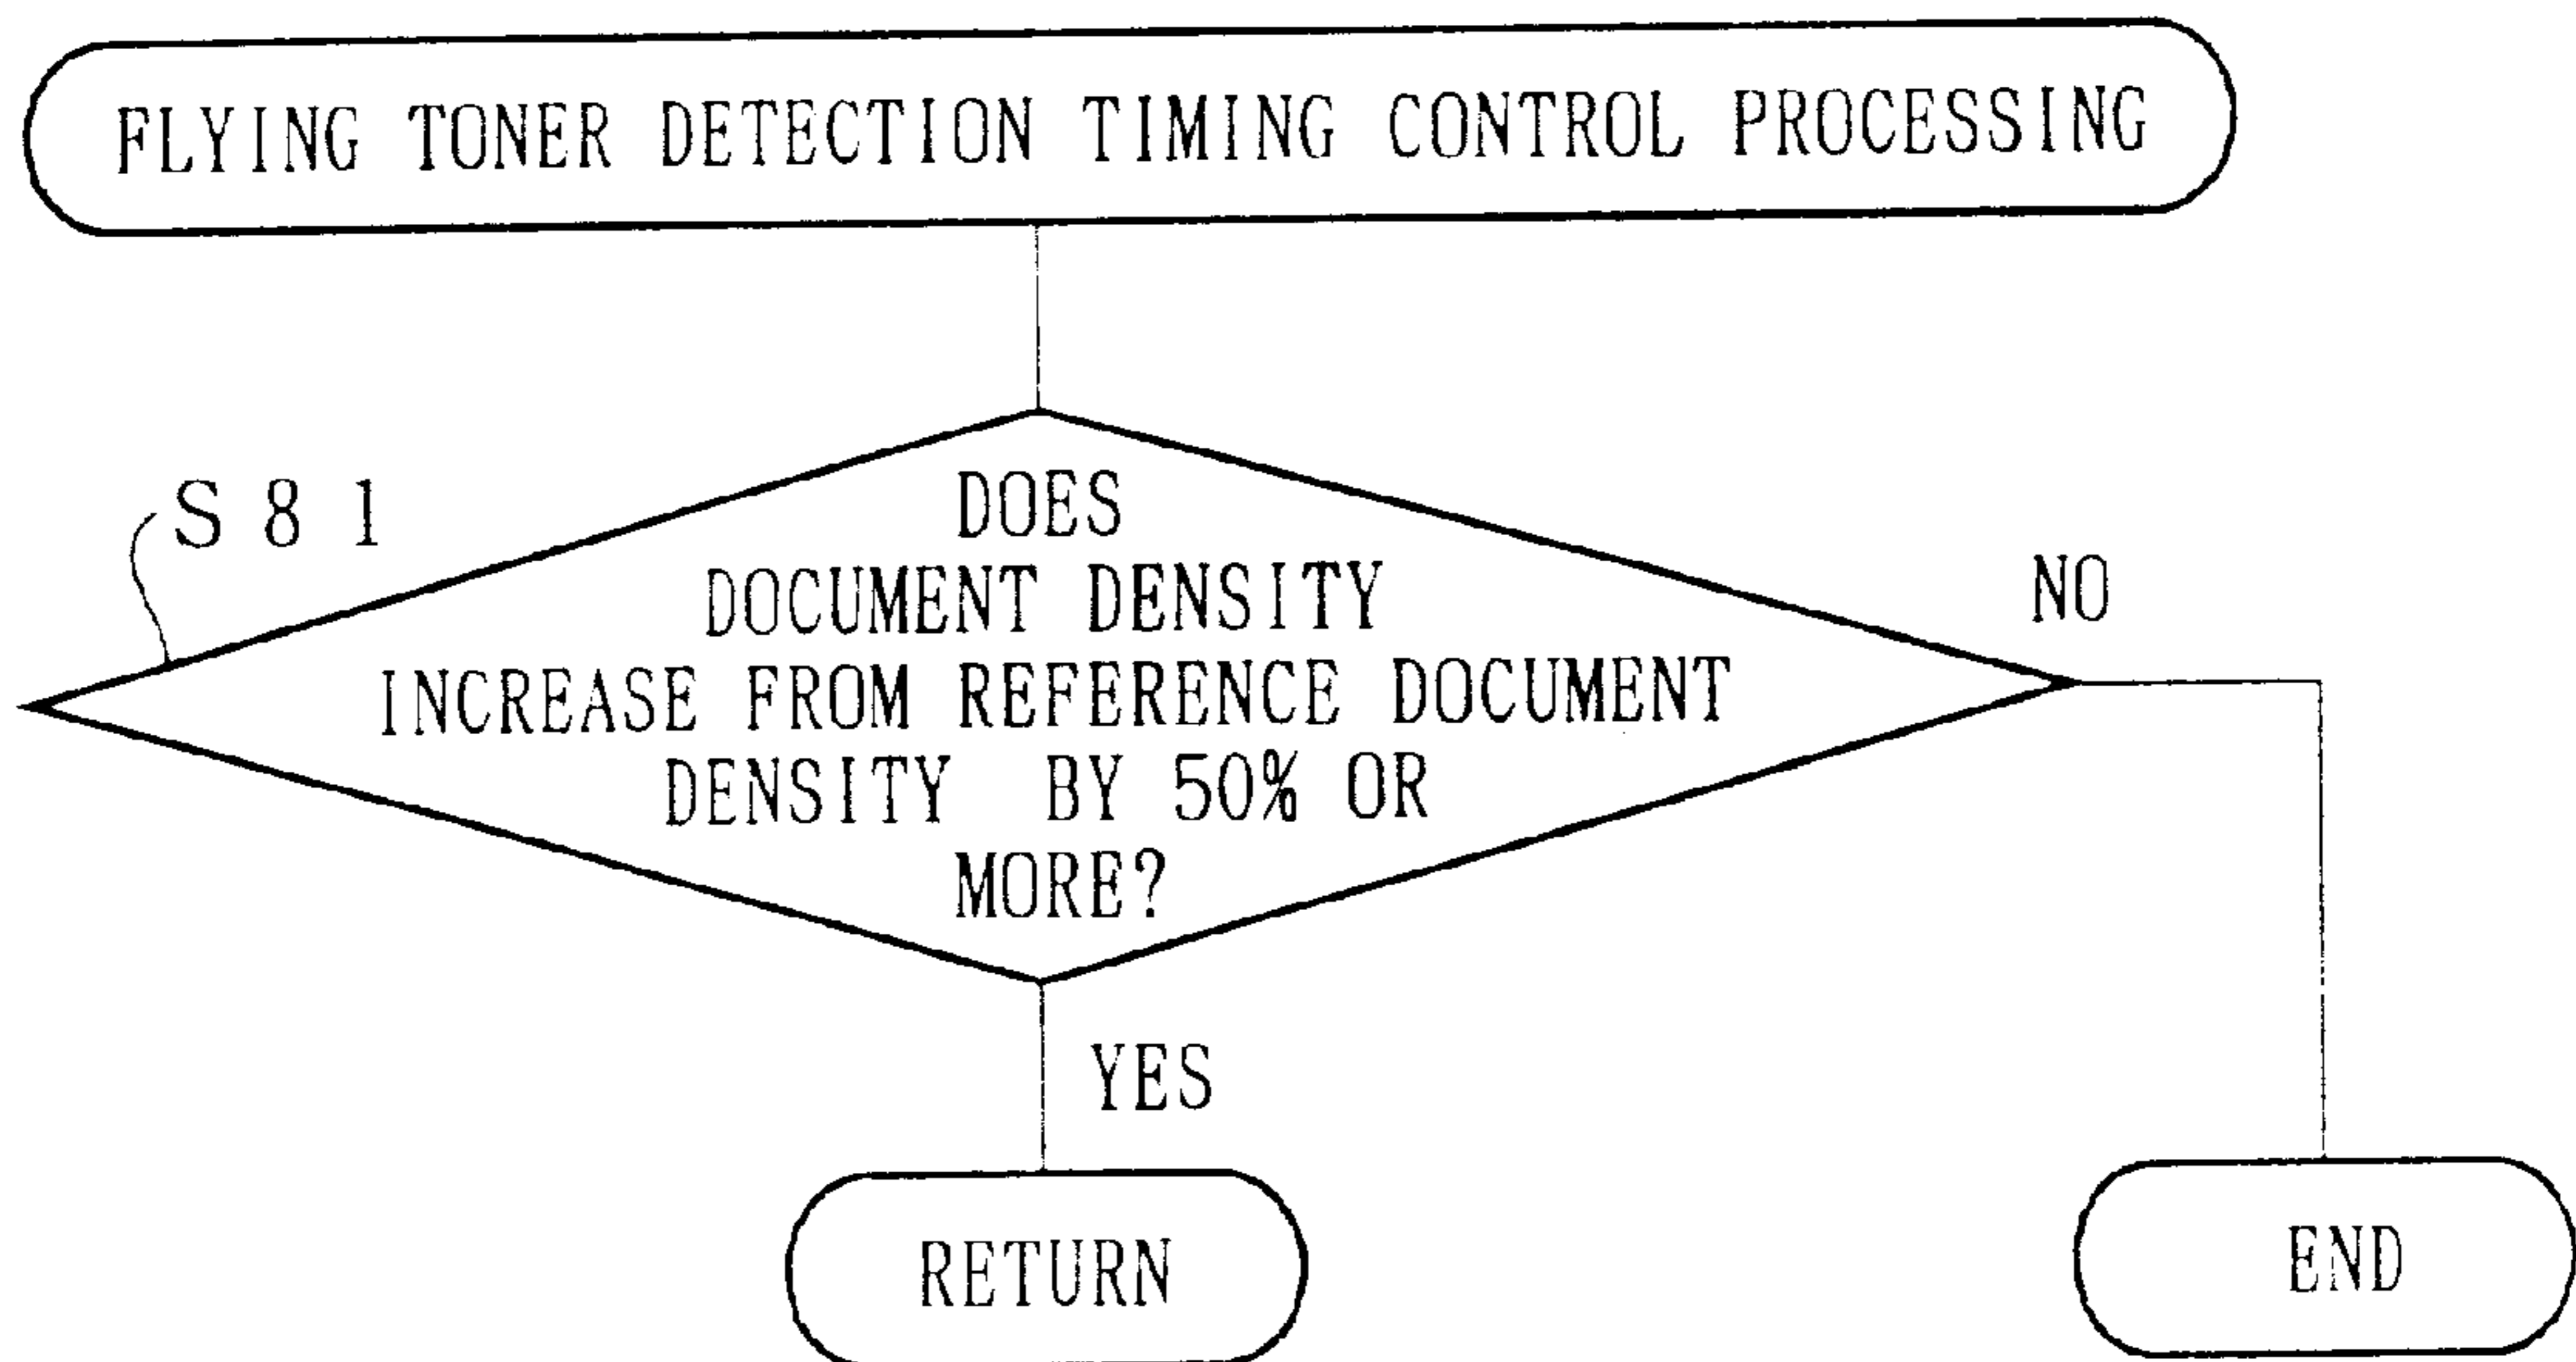 FLYING TONER DETECTION TIMING CONTROL PROCESSING
S81
DOES
DOCUMENT DENSITY
INCREASE FROM REFERENCE DOCUMENT
DENSITY BY 50% OR
MORE?
NO
YES
RETURN
END